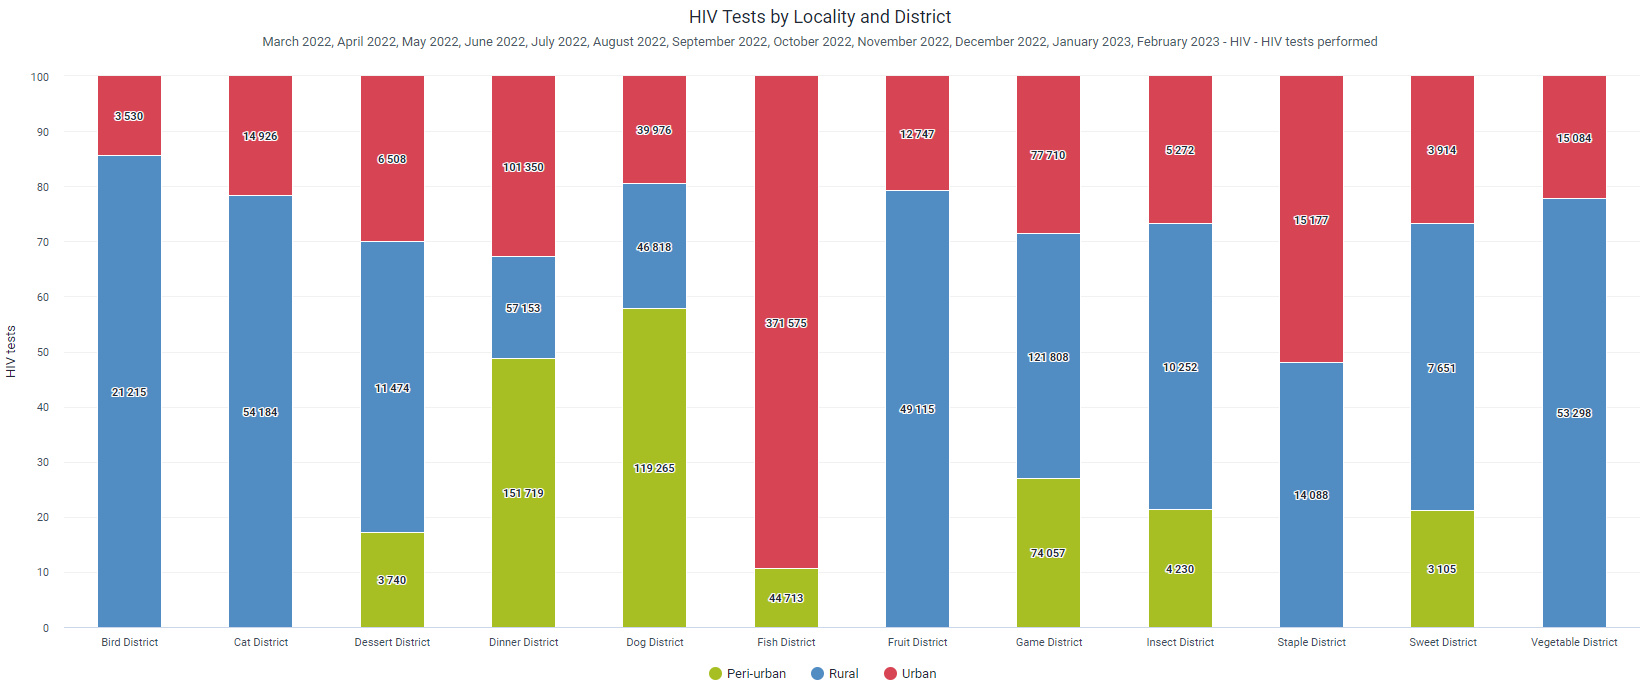 HIV Tests by Locality and District
March 2022, April 2022, May 2022, June 2022, July 2022, August 2022, September 2022, October 2022, November 2022, December 2022, January 2023, February 2023 - HIV - HIV tests performed
HIV tests
100
90
80
70
60
50
40
30
20
10
0
3 530
21 215
14 926
54 184
6 508
11 474
3 740
101 350
57 153
151 719
39 976
46 818
119 265
371 575
44 713
12 747
49 115
77 710
121 808
74 057
5 272
10 252
4 230
15 177
14 088
3 914
7 651
3 105
15 084
53 298
Bird District
Cat District
Dessert District
Dinner District
Dog District
Fish District
Fruit District
Game District
Insect District
Staple District
Sweet District
Vegetable District
Peri-urban
Rural
Urban